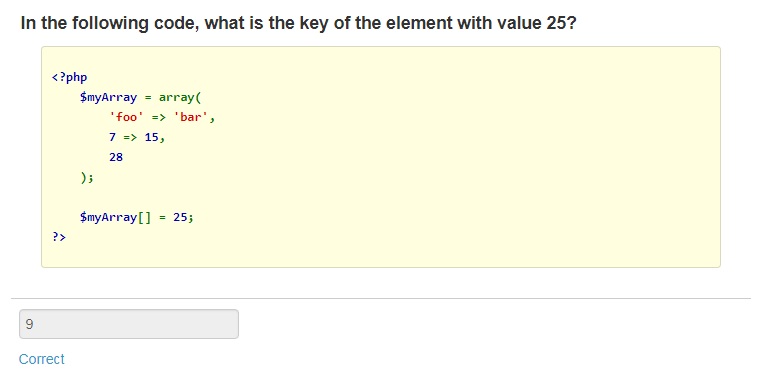 In the following code, what is the key of the element with value 25?
<?php
    $myArray = array(
        'foo' => 'bar',
        7 => 15,
        28
    );
    $myArray[] = 25;
?>
9
Correct